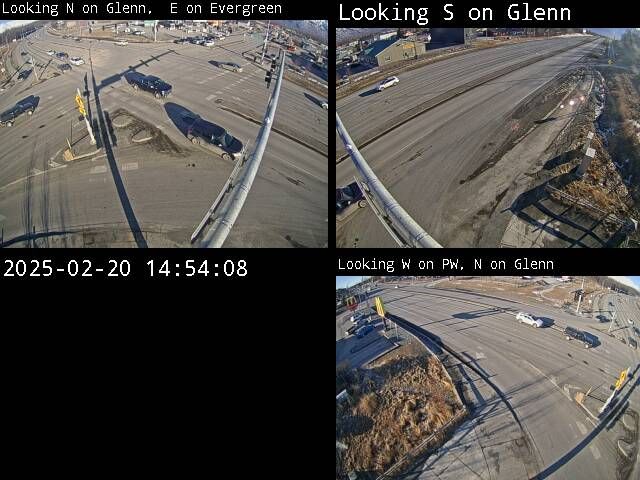 Looking N on Glenn,  E on Evergreen
Looking S on Glenn
2025-02-20 14:54:08
Looking W on PW, N on Glenn